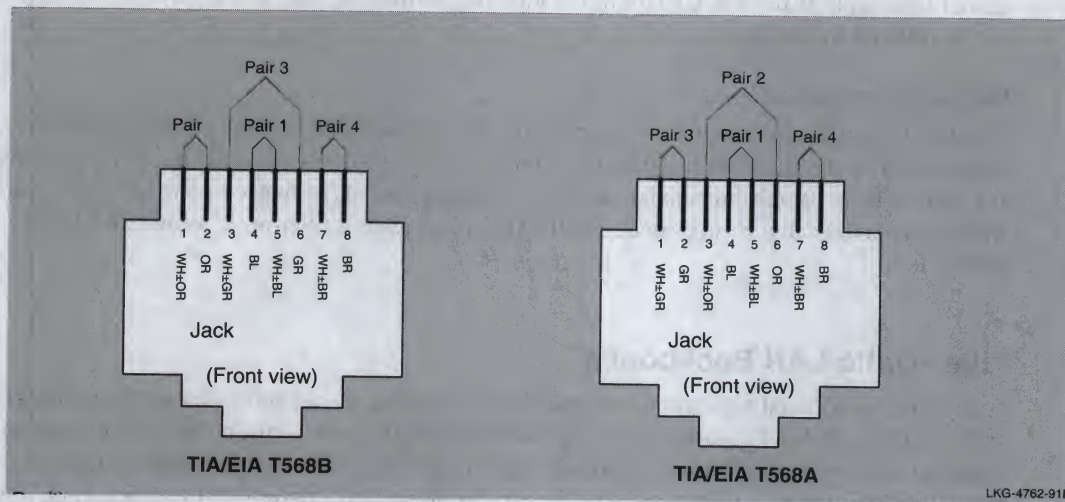 Pair 3
Pair
Pair 1
Pair 4
1 2 3 4 5 6 7 8
WH±OR OR WH±GR BL WH±BL GR WH±BR BR
Jack
(Front view)
TIA/EIA T568B
Pair 2
Pair 3
Pair 1
Pair 4
1 2 3 4 5 6 7 8
WH±GR GR WH±OR BL WH±BL OR WH±BR BR
Jack
(Front view)
TIA/EIA T568A